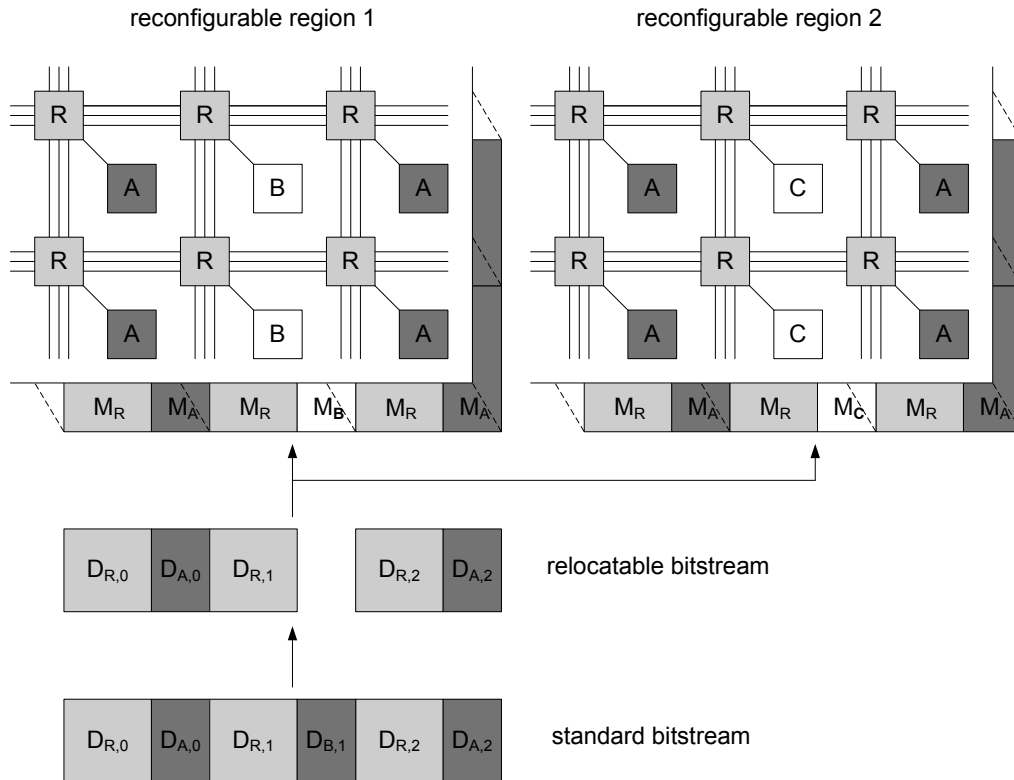 reconfigurable region 1 reconfigurable region 2
R R R R R R
A B A A C A
R R R R R R
A B A A C A
M_R M_A M_R M_B M_R M_A M_R M_A M_R M_C M_R M_A
D_R,0 D_A,0 D_R,1 D_R,2 D_A,2 relocatable bitstream
D_R,0 D_A,0 D_R,1 D_B,1 D_R,2 D_A,2 standard bitstream